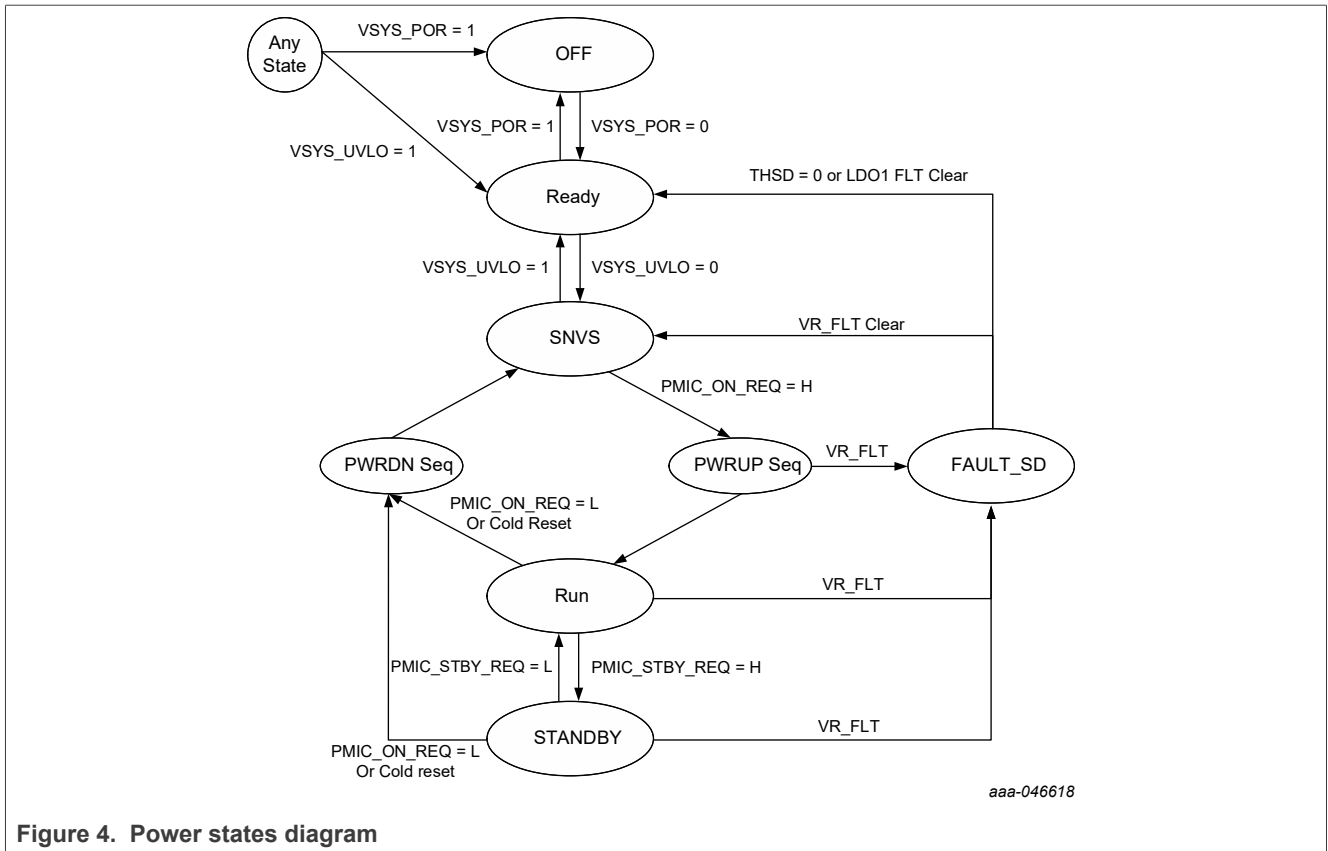 Any
State
VSYS_POR = 1
OFF
VSYS_POR = 1
VSYS_POR = 0
VSYS_UVLO = 1
THSD = 0 or LDO1 FLT Clear
Ready
VSYS_UVLO = 1
VSYS_UVLO = 0
VR_FLT Clear
SNVS
PMIC_ON_REQ = H
PWRDN Seq
PWRUP Seq
VR_FLT
FAULT_SD
PMIC_ON_REQ = L
Or Cold Reset
Run
VR_FLT
PMIC_STBY_REQ = L
PMIC_STBY_REQ = H
STANDBY
VR_FLT
PMIC_ON_REQ = L
Or Cold reset
aaa-046618
Figure 4. Power states diagram